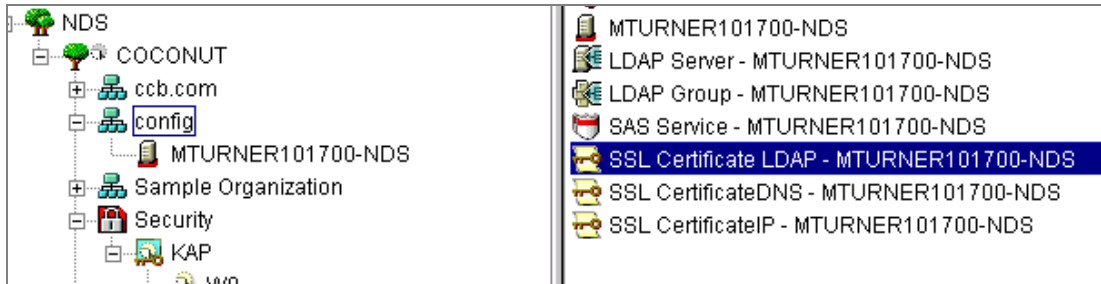 NDS
COCONUT
ccb.com
config
MTURNER101700-NDS
Sample Organization
Security
KAP
W0
MTURNER101700-NDS
LDAP Server - MTURNER101700-NDS
LDAP Group - MTURNER101700-NDS
SAS Service - MTURNER101700-NDS
SSL Certificate LDAP - MTURNER101700-NDS
SSL CertificateDNS - MTURNER101700-NDS
SSL CertificateIP - MTURNER101700-NDS